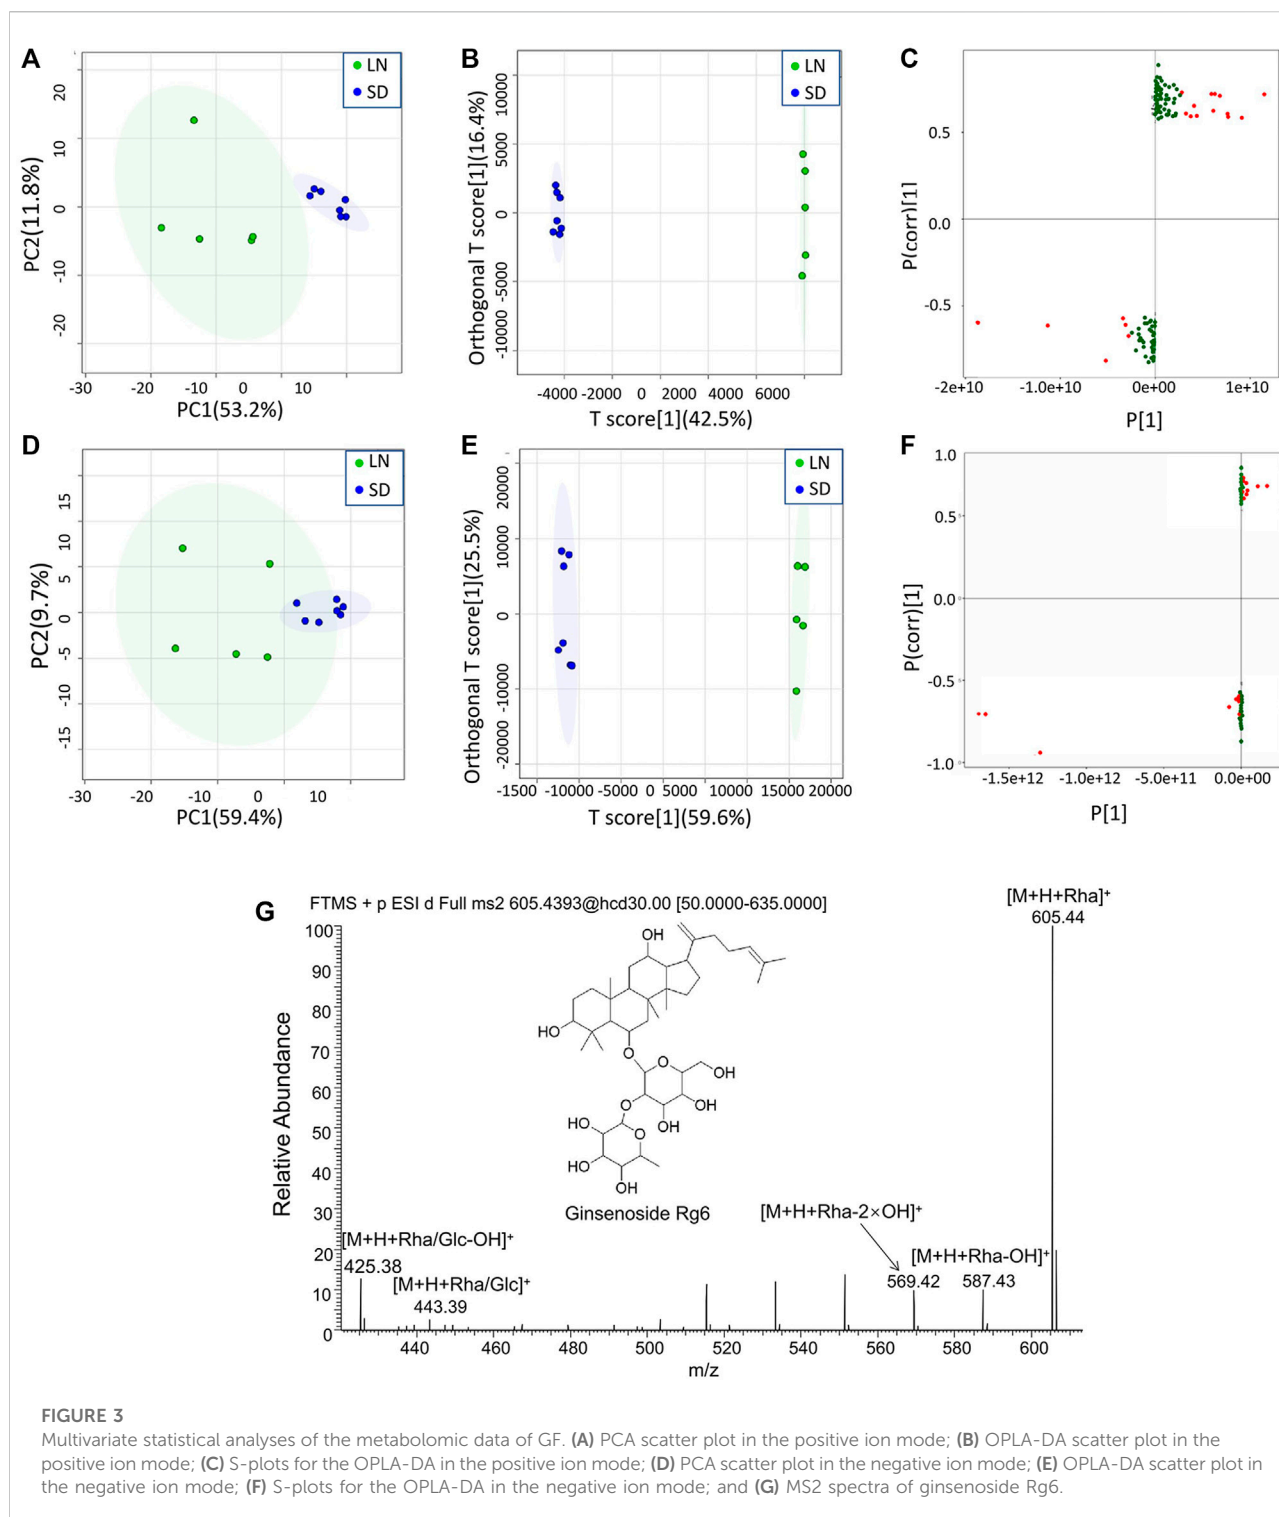 A
LN
SD
20
10
0
-10
-20
PC2(11.8%)
-30 -20 -10 0 10
PC1(53.2%)
B
LN
SD
10000
5000
0
-5000
-10000
Orthogonal T score[1](16.4%)
-4000 -2000 0 2000 4000 6000
T score[1](42.5%)
C
0.5
0.0
-0.5
P(corr)[1]
-2e+10 -1.0e+10 0e+00 1e+10
P[1]
D
LN
SD
15
10
5
0
-5
-10
-15
PC2(9.7%)
-30 -20 -10 0 10
PC1(59.4%)
E
LN
SD
20000
10000
0
-10000
-20000
Orthogonal T score[1](25.5%)
-1500 -10000 -5000 0 5000 10000 15000 20000
T score[1](59.6%)
F
1.0
0.5
0.0
-0.5
-1.0
P(corr)[1]
-1.5e+12 -1.0e+12 -5.0e+11 0.0E+00
P[1]
G
FTMS + p ESI d Full ms2 605.4393@hcd30.00 [50.0000-635.0000]
[M+H+Rha]⁺
605.44
100
90
80
70
60
50
40
30
20
10
0
Relative Abundance
OH
HO
O
O
OH
O
OH
OH
HO
O
HO
OH
Ginsenoside Rg6
[M+H+Rha-2×OH]⁺
[M+H+Rha/Glc-OH]⁺
425.38
[M+H+Rha-OH]⁺
569.42
587.43
[M+H+Rha/Glc]⁺
443.39
440 460 480 500 520 540 560 580 600
m/z
FIGURE 3
Multivariate statistical analyses of the metabolomic data of GF. (A) PCA scatter plot in the positive ion mode; (B) OPLA-DA scatter plot in the
positive ion mode; (C) S-plots for the OPLA-DA in the positive ion mode; (D) PCA scatter plot in the negative ion mode; (E) OPLA-DA scatter plot in
the negative ion mode; (F) S-plots for the OPLA-DA in the negative ion mode; and (G) MS2 spectra of ginsenoside Rg6.